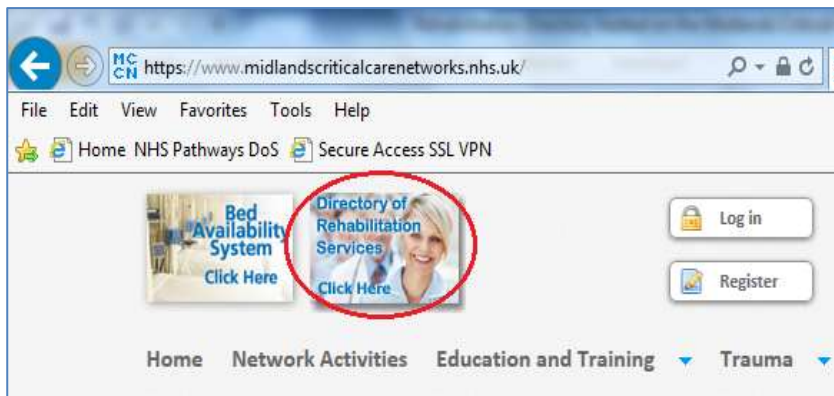 MC
CN https://www.midlandscriticalcarenetworks.nhs.uk/
File Edit View Favorites Tools Help
Home NHS Pathways DoS Secure Access SSL VPN
Bed
Availability
System
Click Here
Directory of
Rehabilitation
Services
Click Here
Log in
Register
Home Network Activities Education and Training Trauma